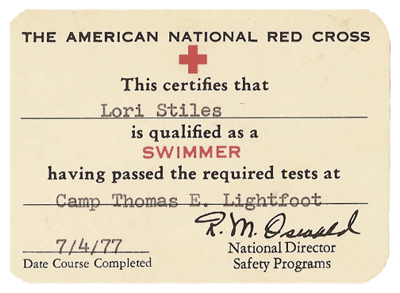 THE AMERICAN NATIONAL RED CROSS
This certifies that
Lori Stiles
is qualified as a
SWIMMER
having passed the required tests at
Camp Thomas E. Lightfoot
R. M. Oswald
7/4/77 National Director
Date Course Completed Safety Programs